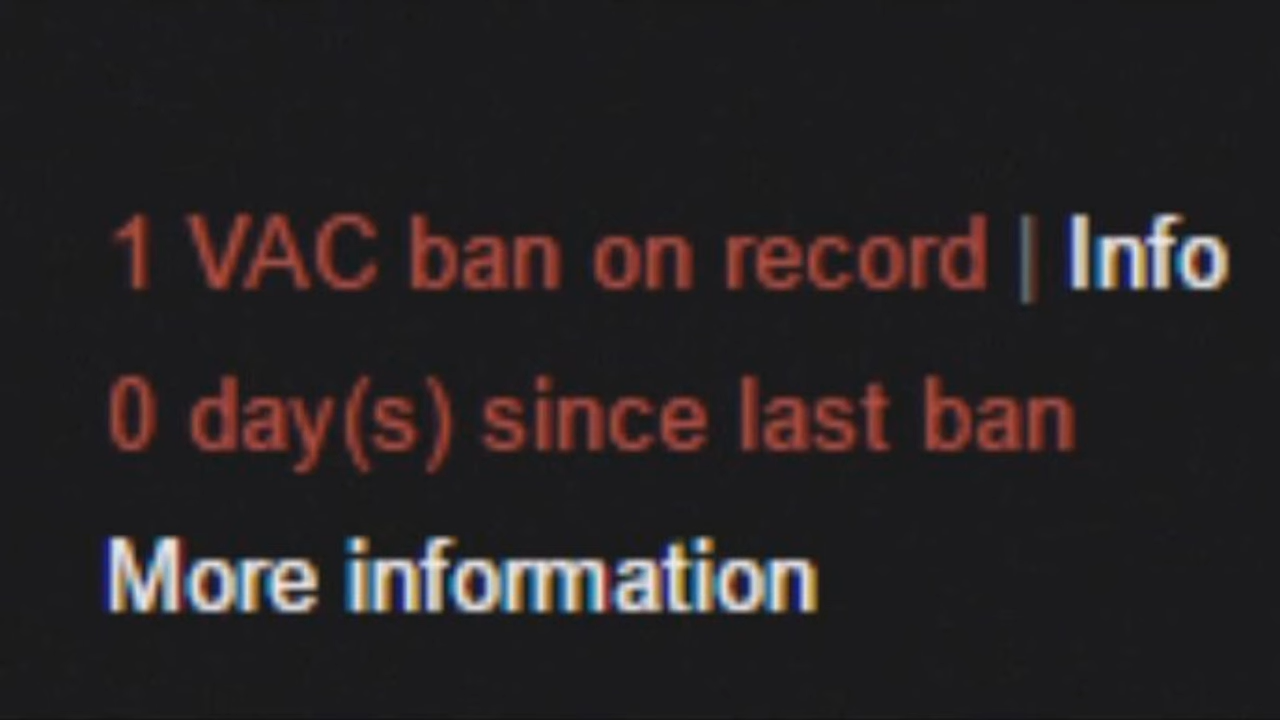 1 VAC ban on record | Info
0 day(s) since last ban
More information